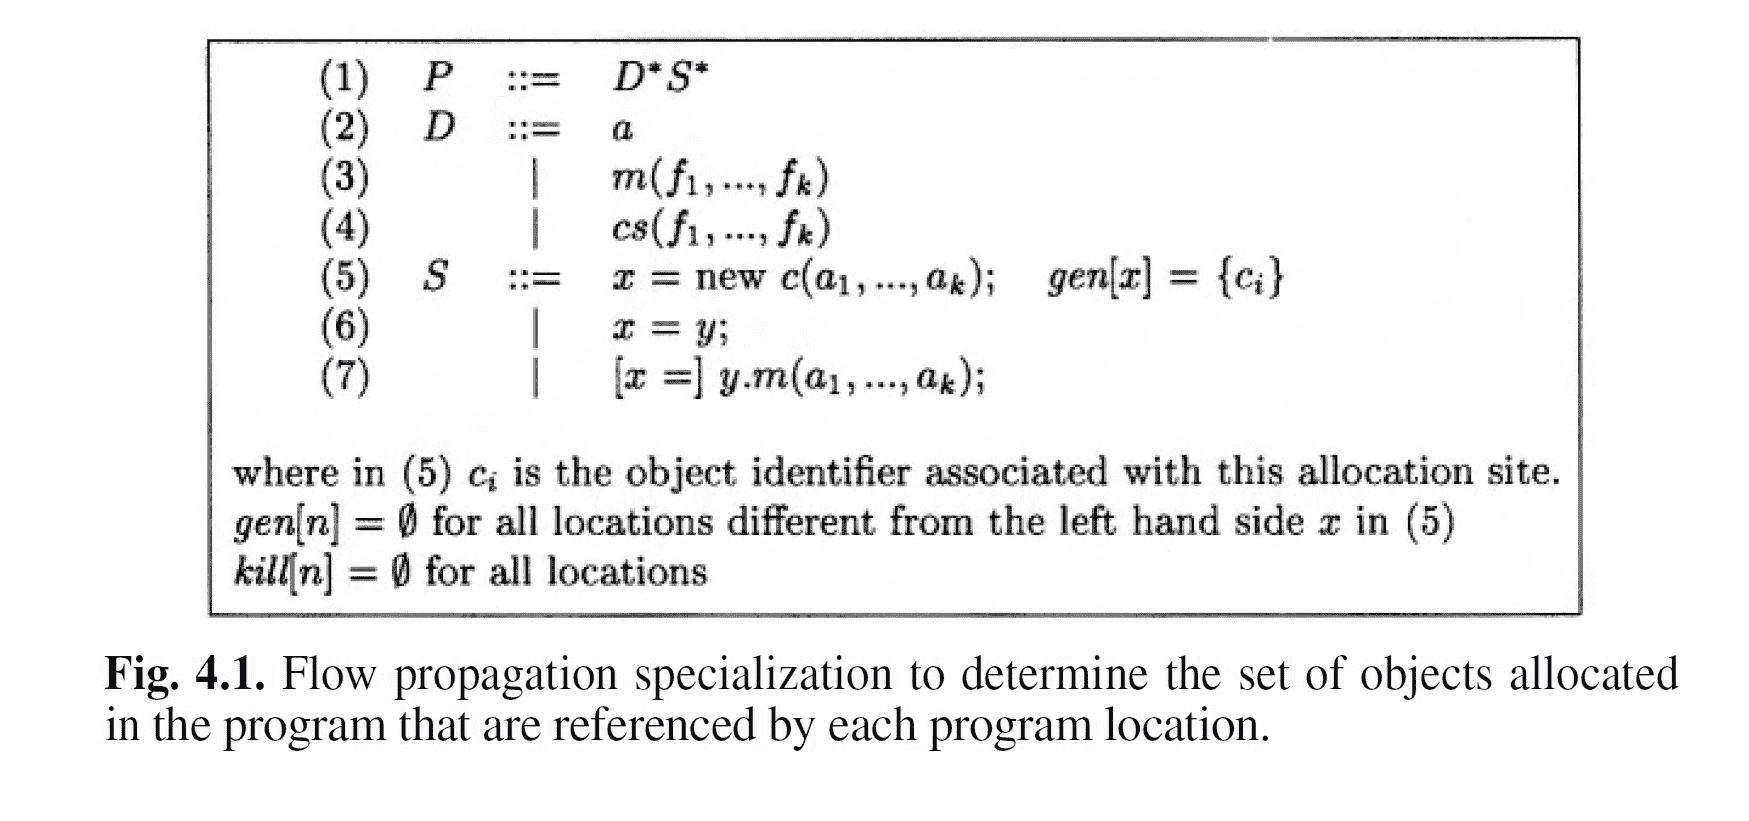 (1) P ::= D*S*
(2) D ::= a
(3) | m(f₁, ..., fₖ)
(4) | cs(f₁, ..., fₖ)
(5) S ::= x = new c(a₁, ..., aₖ); gen[x] = {cᵢ}
(6) | x = y;
(7) | [x =] y.m(a₁, ..., aₖ);
where in (5) cᵢ is the object identifier associated with this allocation site.
gen[n] = ∅ for all locations different from the left hand side x in (5)
kill[n] = ∅ for all locations
Fig. 4.1. Flow propagation specialization to determine the set of objects allocated
in the program that are referenced by each program location.